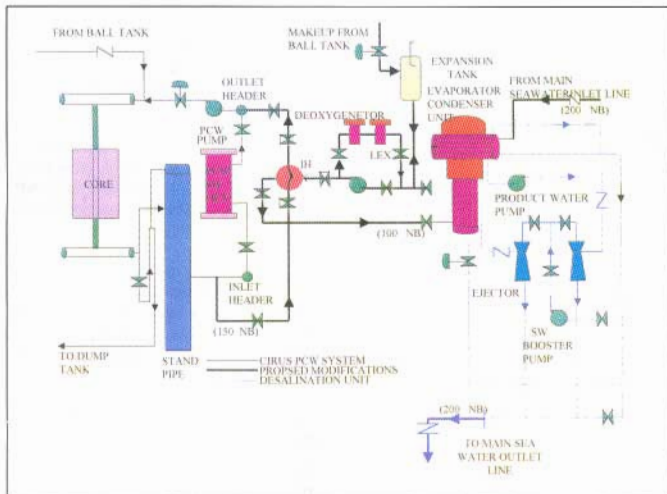 FROM BALL TANK
MAKEUP FROM
BALL TANK
EXPANSION
TANK
EVAPORATOR
CONDENSER
UNIT
FROM MAIN
SEAWATER INLET LINE
(200 NB)
OUTLET
HEADER
DEOXYGENETOR
PCW
PUMP
LEX
IH
CORE
PRODUCT WATER
PUMP
(100 NB)
INLET
HEADER
EJECTOR
(150 NB)
SW
BOOSTER
PUMP
TO DUMP
TANK
STAND
PIPE
CIRUS PCW SYSTEM
PROPSED MODIFICATIONS
DESALINATION UNIT
(200 NB)
TO MAIN SEA
WATER OUTLET
LINE